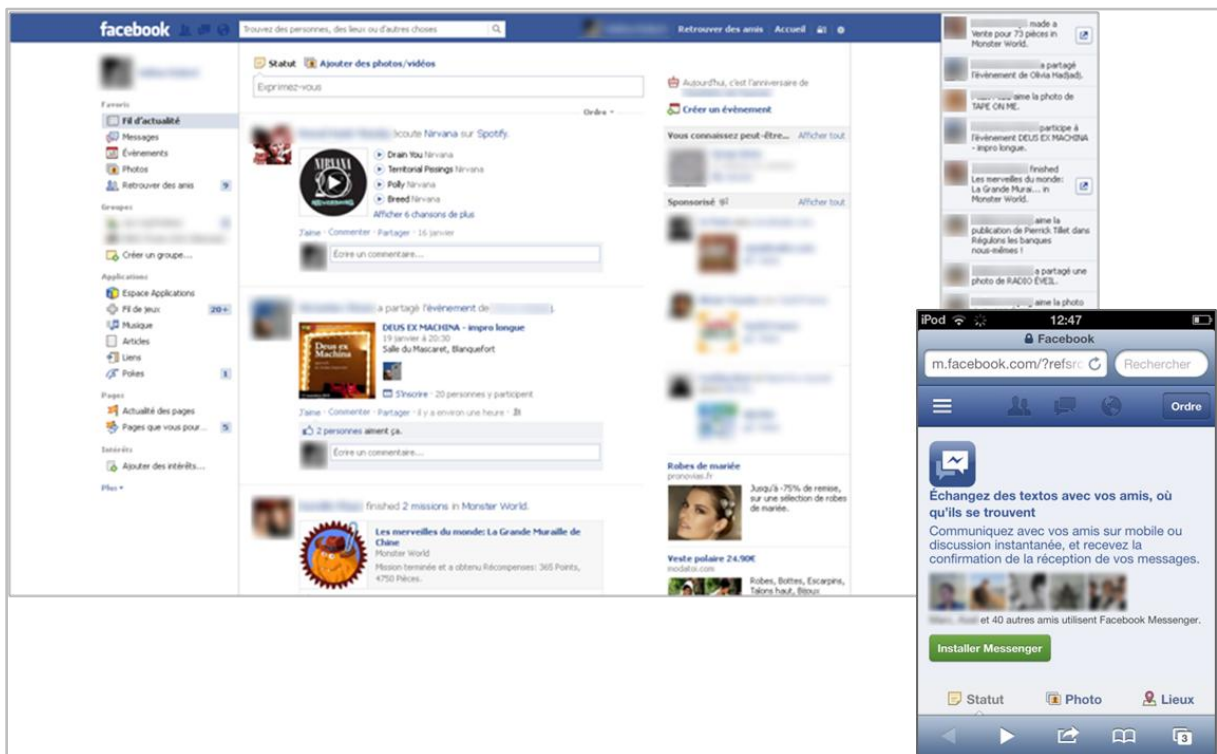 facebook
Trouvez des personnes, des lieux ou d'autres choses
Retrouver des amis
Accueil
Favoris
Fil d'actualité
Messages
Évènements
Photos
Retrouver des amis 9
Groupes
Créer un groupe...
Applications
Espace Applications
Fil de jeux 20+
Musique
Articles
Liens
Pokes 1
Pages
Actualité des pages
Pages que vous pour... 5
Intérêts
Ajouter des intérêts...
Plus
Statut Ajouter des photos/vidéos
Exprimez-vous
Ordre
écoute Nirvana sur Spotify.
NIRVANA
Drain You Nirvana
Territorial Pissings Nirvana
Polly Nirvana
Breed Nirvana
Afficher 6 chansons de plus
J'aime · Commenter · Partager · 16 janvier
Écrire un commentaire...
a partagé l'évènement de
Deus ex
Machina
DEUS EX MACHINA - impro longue
19 janvier à 20:30
Salle du Mascaret, Blanquefort
S'inscrire · 20 personnes y participent
J'aime · Commenter · Partager · il y a environ une heure ·
2 personnes aiment ça.
Écrire un commentaire...
finished 2 missions in Monster World.
Les merveilles du monde: La Grande Muraille de
Chine
Monster World
Mission terminée et a obtenu Récompenses: 365 Points,
4750 Pièces.
Aujourd'hui, c'est l'anniversaire de
Créer un évènement
Vous connaissez peut-être... Afficher tout
Sponsorisé Afficher tout
Robes de mariée
pronovias.fr
Jusqu'à -75% de remise,
sur une sélection de robes
de mariée.
Veste polaire 24.90€
modatoi.com
Robes, Bottes, Escarpins,
Talons haut, Bijoux
made a
Vente pour 73 pièces in
Monster World.
a partagé
l'évènement de Olivia Hadjadj.
aime la photo de
TAPE ON ME.
participe à
l'évènement DEUS EX MACHINA
- impro longue.
finished
Les merveilles du monde:
La Grande Murai... in
Monster World.
aime la
publication de Pierrick Tillet dans
Régulons les banques
nous-mêmes !
a partagé une
photo de RADIO ÉVEIL.
aime la photo
iPod 12:47
Facebook
m.facebook.com/?refsrc
Rechercher
Ordre
Échangez des textos avec vos amis, où
qu'ils se trouvent
Communiquez avec vos amis sur mobile ou
discussion instantanée, et recevez la
confirmation de la réception de vos messages.
et 40 autres amis utilisent Facebook Messenger.
Installer Messenger
Statut Photo Lieux
3